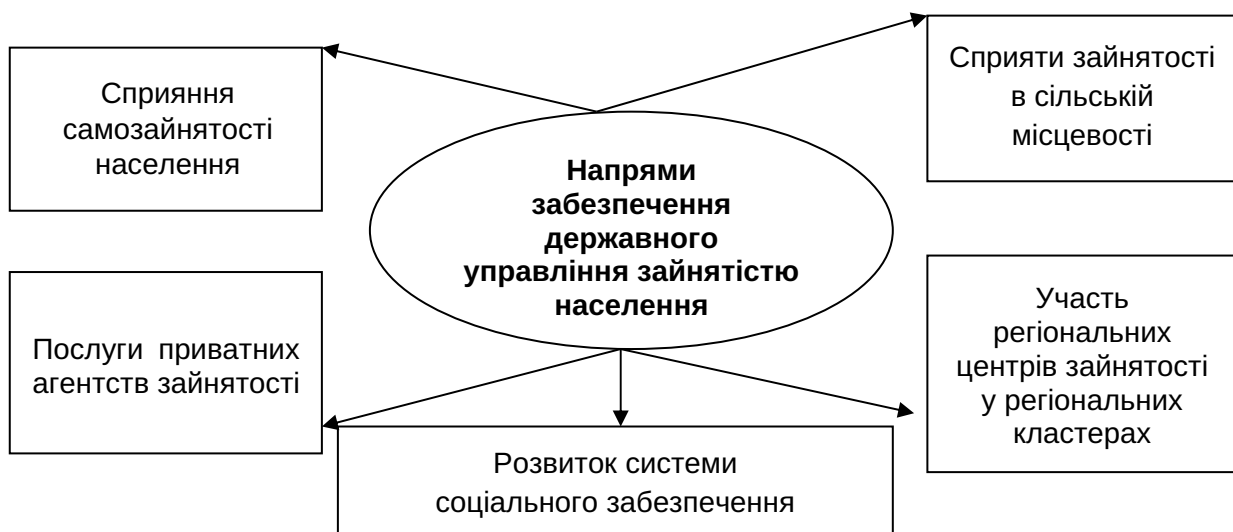 Сприяння
самозайнятості
населення
Сприяти зайнятості
в сільській
місцевості
Напрями
забезпечення
державного
управління зайнятістю
населення
Послуги приватних
агентств зайнятості
Участь
регіональних
центрів зайнятості
у регіональних
кластерах
Розвиток системи
соціального забезпечення